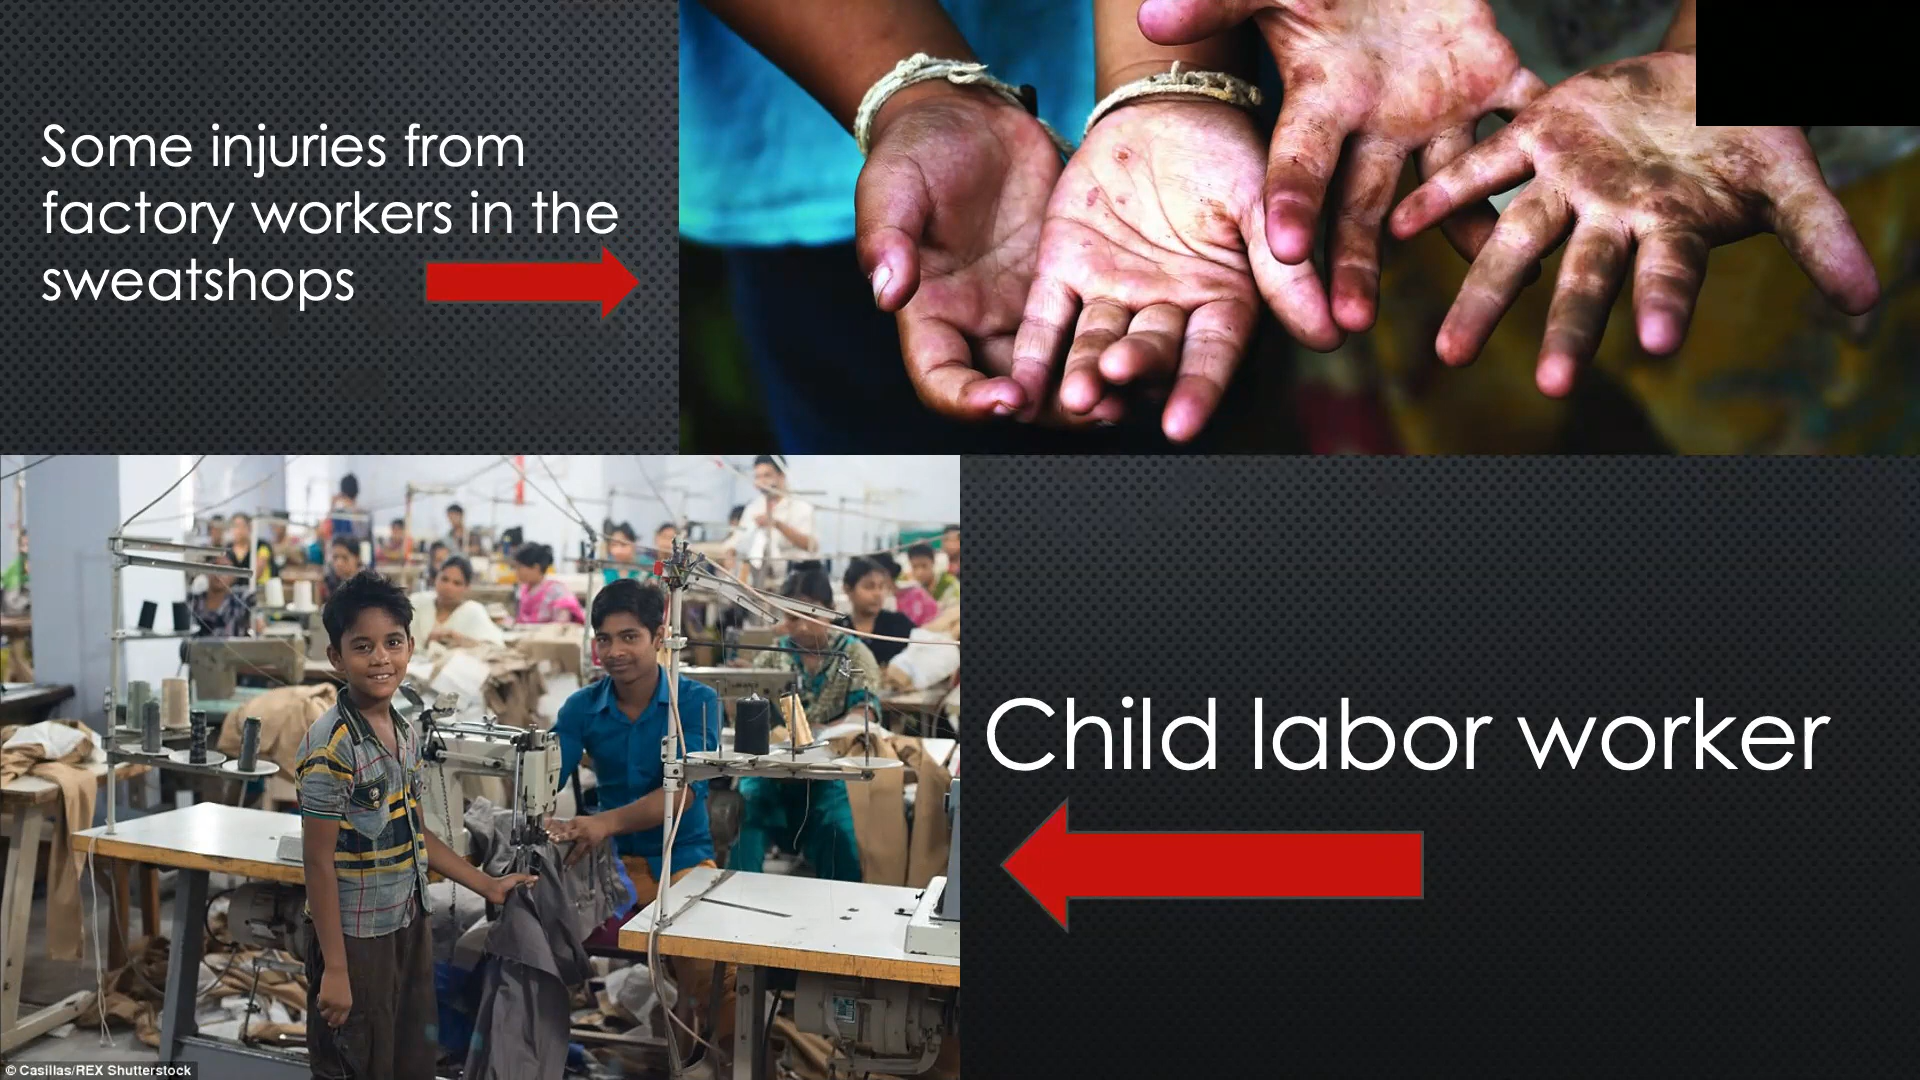 Some injuries from
factory workers in the
sweatshops
Child labor worker
© Casillas/REX Shutterstock